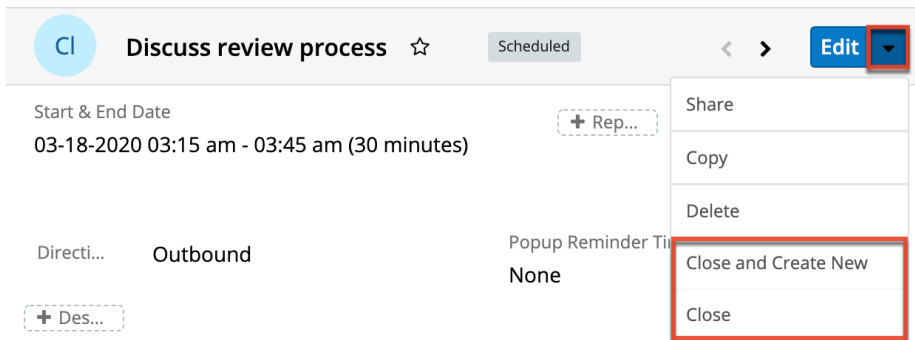 Cl
Discuss review process
Scheduled
Edit
Share
Copy
Delete
Close and Create New
Close
Start & End Date
03-18-2020 03:15 am - 03:45 am (30 minutes)
Rep...
Directi...
Outbound
Popup Reminder Ti
None
Des...